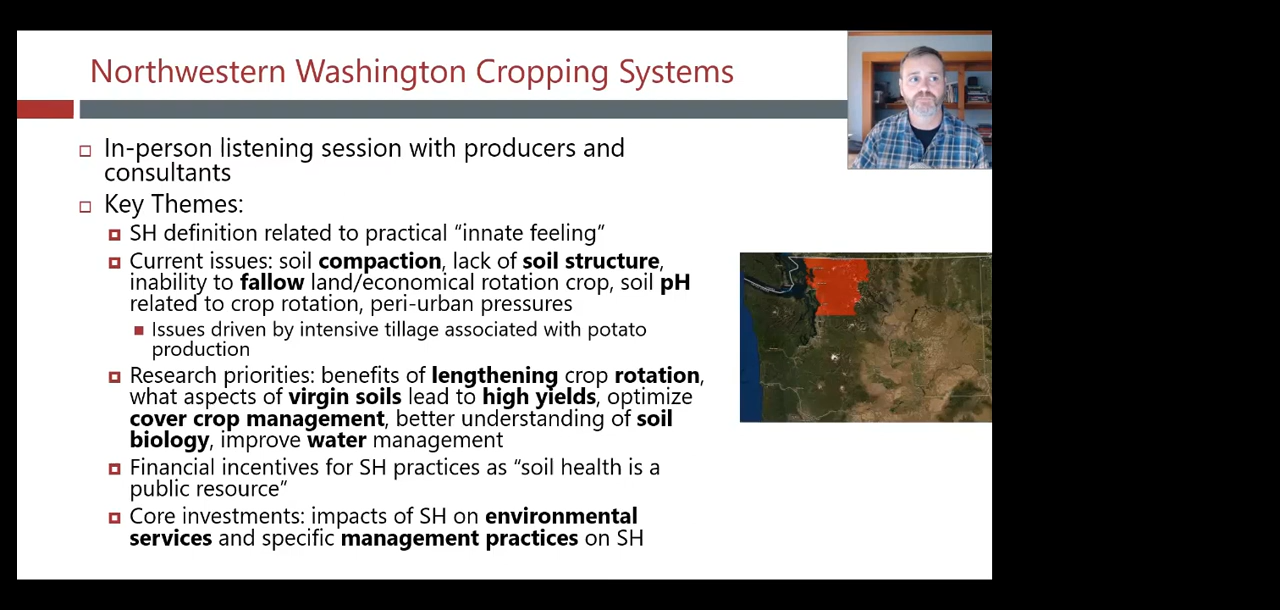 Northwestern Washington Cropping Systems
In-person listening session with producers and
consultants
Key Themes:
SH definition related to practical “innate feeling”
Current issues: soil compaction, lack of soil structure,
inability to fallow land/economical rotation crop, soil pH
related to crop rotation, peri-urban pressures
Issues driven by intensive tillage associated with potato
production
Research priorities: benefits of lengthening crop rotation,
what aspects of virgin soils lead to high yields, optimize
cover crop management, better understanding of soil
biology, improve water management
Financial incentives for SH practices as “soil health is a
public resource”
Core investments: impacts of SH on environmental
services and specific management practices on SH